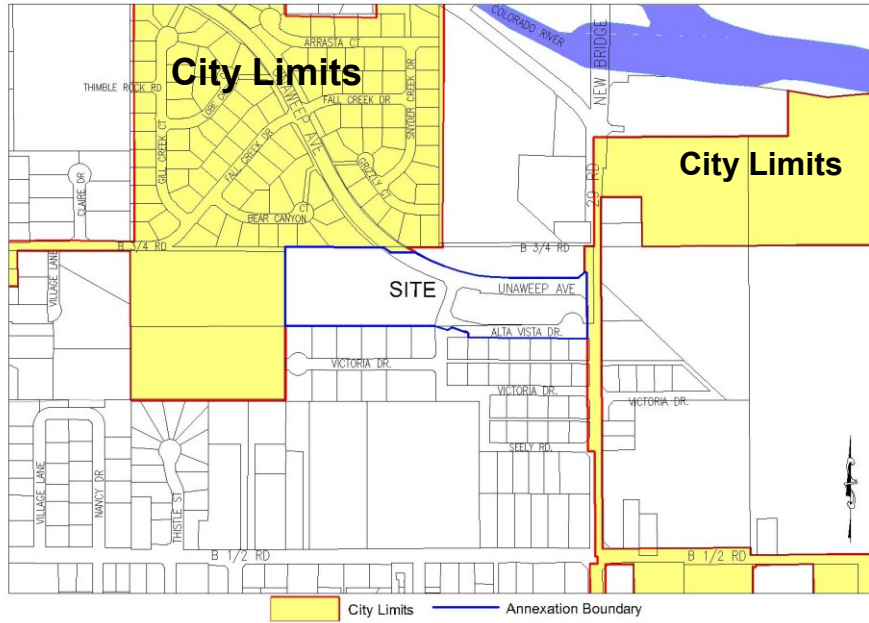 COLORADO RIVER
ARRASTA CT
City Limits
NEW BRIDGE
THIMBLE ROCK RD
FALL CREEK DR
SNYDER CREEK DR
City Limits
GILL CREEK CT
FALL CREEK DR
GRIZZLY CT
29 RD
CLAIRE DR
BEAR CANYON
CT
B 3/4 RD
B 3/4 RD
VILLAGE LANE
SITE
UNAWEEP AVE
ALTA VISTA DR.
VICTORIA DR.
VICTORIA DR.
VICTORIA DR.
SEELY RD.
VILLAGE LANE
NANCY DR
THISTLE ST
B 1/2 RD
B 1/2 RD
City Limits
Annexation Boundary